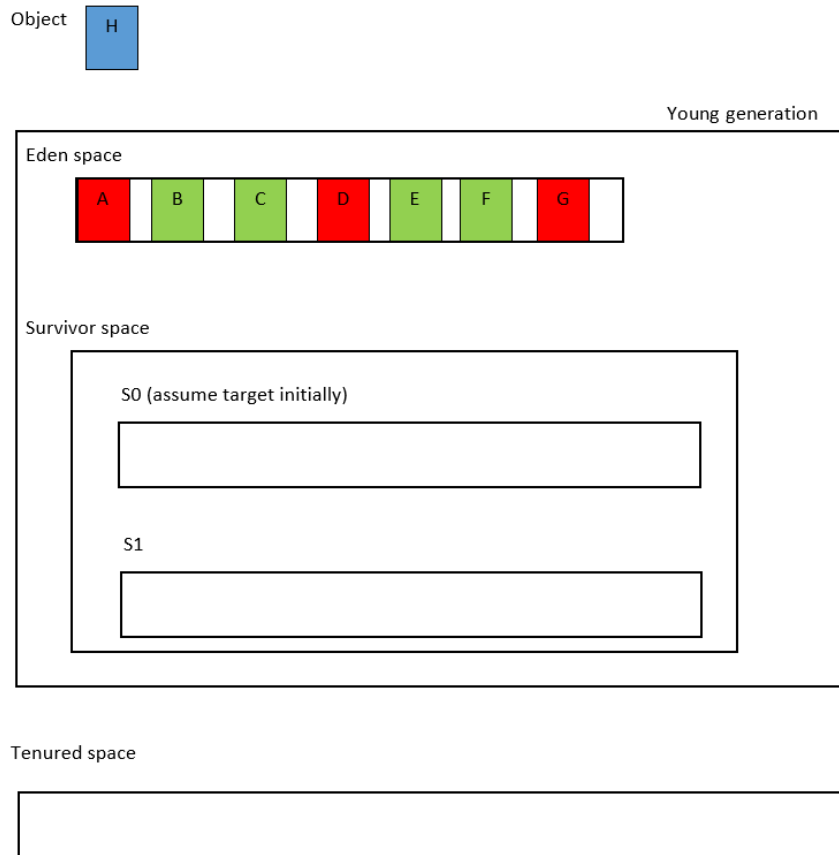 Object
H
Young generation
Eden space
A B C D E F G
Survivor space
S0 (assume target initially)
S1
Tenured space